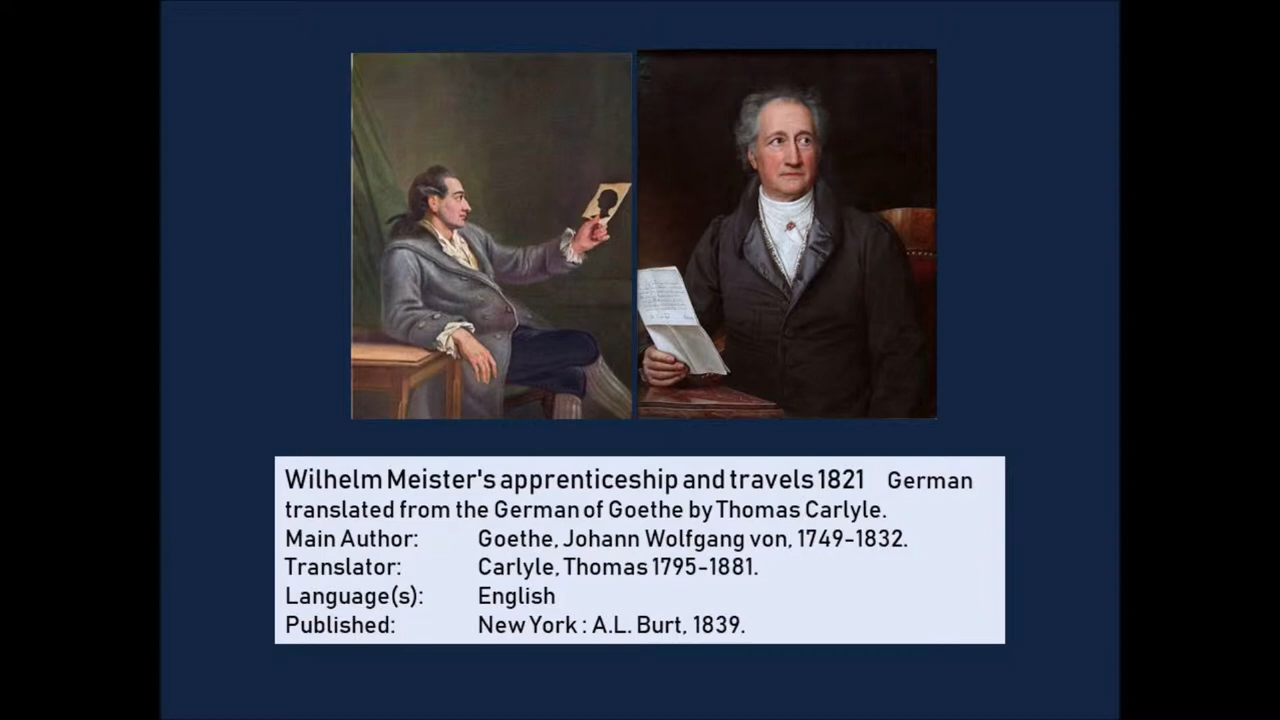 Wilhelm Meister's apprenticeship and travels 1821 German
translated from the German of Goethe by Thomas Carlyle.
Main Author: Goethe, Johann Wolfgang von, 1749-1832.
Translator: Carlyle, Thomas 1795-1881.
Language(s): English
Published: New York : A.L. Burt, 1839.